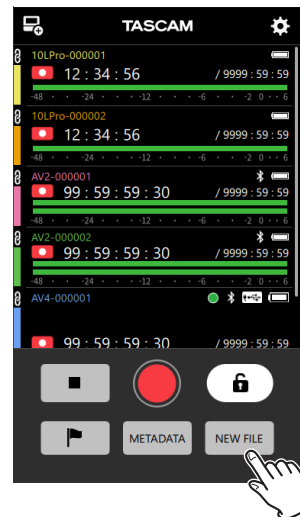 TASCAM
10LPro-000001
12 : 34 : 56 / 9999 : 59 : 59
-48 · · -24 · · · -12 · · · -6 · · -2 0 · · 6
10LPro-000002
12 : 34 : 56 / 9999 : 59 : 59
-48 · · -24 · · · -12 · · · -6 · · -2 0 · · 6
AV2-000001
99 : 59 : 59 : 30 / 9999 : 59 : 59
-48 · · -24 · · · -12 · · · -6 · · -2 0 · · 6
AV2-000002
99 : 59 : 59 : 30 / 9999 : 59 : 59
-48 · · -24 · · · -12 · · · -6 · · -2 0 · · 6
AV4-000001
99 : 59 : 59 : 30 / 9999 : 59 : 59
METADATA NEW FILE